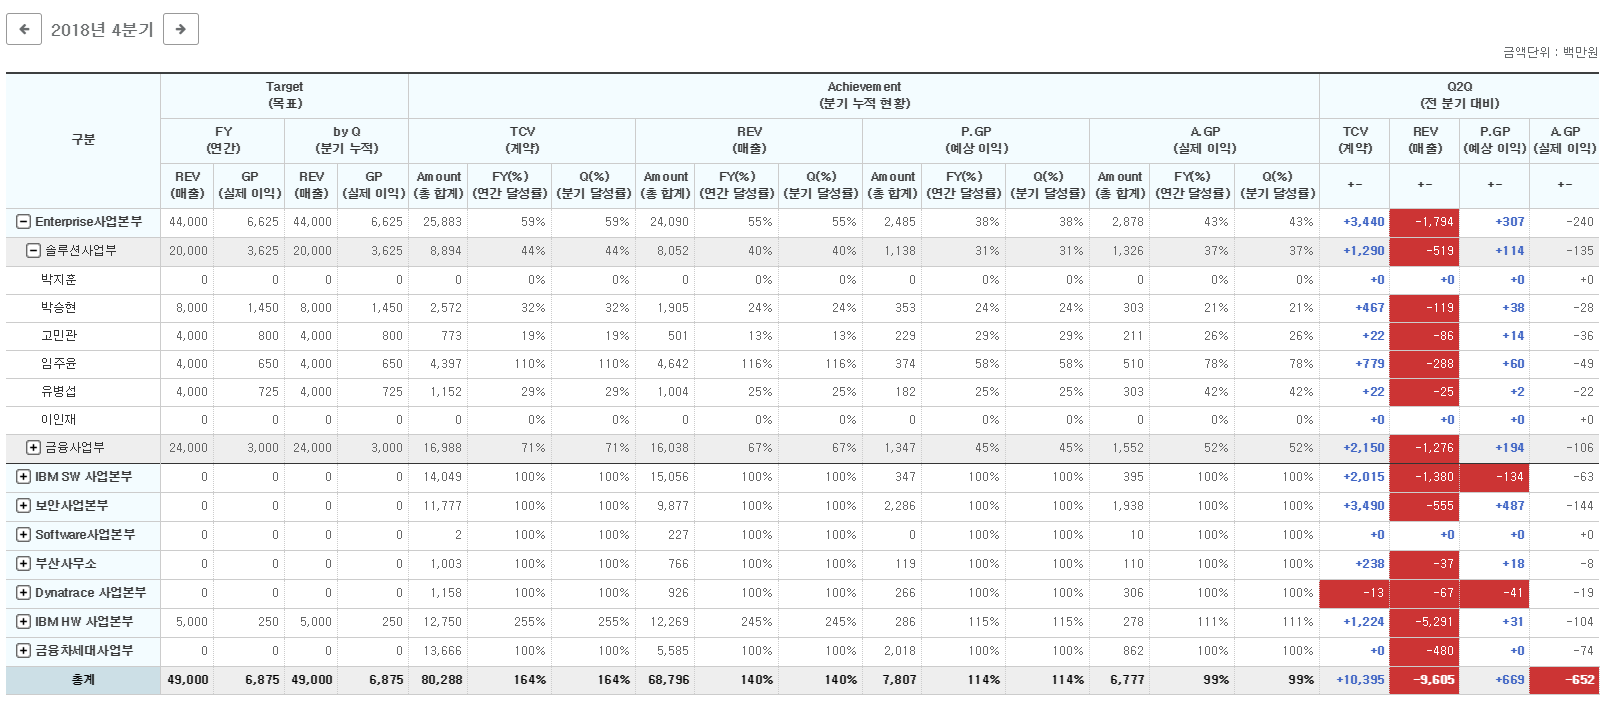 2018년 4분기
금액단위 : 백만원
구분 Target Achievement Q2Q
(목표) (분기 누적 현황) (전 분기 대비)
FY by Q TCV REV P.GP A.GP TCV REV P.GP A.GP
(연간) (분기 누적) (계약) (매출) (예상 이익) (실제 이익) (계약) (매출) (예상 이익) (실제 이익)
REV GP REV GP Amount FY(%) Q(%) Amount FY(%) Q(%) Amount FY(%) Q(%) Amount FY(%) Q(%) +- +- +- +-
(매출) (실제 이익) (매출) (실제 이익) (총 합계) (연간 달성률) (분기 달성률) (총 합계) (연간 달성률) (분기 달성률) (총 합계) (연간 달성률) (분기 달성률) (총 합계) (연간 달성률) (분기 달성률)
Enterprise사업본부 44,000 6,625 44,000 6,625 25,883 59% 59% 24,090 55% 55% 2,485 38% 38% 2,878 43% 43% +3,440 -1,794 +307 -240
솔루션사업부 20,000 3,625 20,000 3,625 8,894 44% 44% 8,052 40% 40% 1,138 31% 31% 1,326 37% 37% +1,290 -519 +114 -135
박지훈 0 0 0 0 0 0% 0% 0 0% 0% 0 0% 0% 0 0% 0% +0 +0 +0 +0
박승현 8,000 1,450 8,000 1,450 2,572 32% 32% 1,905 24% 24% 353 24% 24% 303 21% 21% +467 -119 +38 -28
고민관 4,000 800 4,000 800 773 19% 19% 501 13% 13% 229 29% 29% 211 26% 26% +22 -86 +14 -36
임주윤 4,000 650 4,000 650 4,397 110% 110% 4,642 116% 116% 374 58% 58% 510 78% 78% +779 -288 +60 -49
유병섭 4,000 725 4,000 725 1,152 29% 29% 1,004 25% 25% 182 25% 25% 303 42% 42% +22 -25 +2 -22
이인재 0 0 0 0 0 0% 0% 0 0% 0% 0 0% 0% 0 0% 0% +0 +0 +0 +0
금융사업부 24,000 3,000 24,000 3,000 16,988 71% 71% 16,038 67% 67% 1,347 45% 45% 1,552 52% 52% +2,150 -1,276 +194 -106
IBM SW 사업본부 0 0 0 0 14,049 100% 100% 15,056 100% 100% 347 100% 100% 395 100% 100% +2,015 -1,380 -134 -63
보안사업본부 0 0 0 0 11,777 100% 100% 9,877 100% 100% 2,286 100% 100% 1,938 100% 100% +3,490 -555 +487 -144
Software사업본부 0 0 0 0 2 100% 100% 227 100% 100% 0 100% 100% 10 100% 100% +0 +0 +0 +0
부산사무소 0 0 0 0 1,003 100% 100% 766 100% 100% 119 100% 100% 110 100% 100% +238 -37 +18 -8
Dynatrace 사업본부 0 0 0 0 1,158 100% 100% 926 100% 100% 266 100% 100% 306 100% 100% -13 -67 -41 -19
IBM HW 사업본부 5,000 250 5,000 250 12,750 255% 255% 12,269 245% 245% 286 115% 115% 278 111% 111% +1,224 -5,291 +31 -104
금융차세대사업부 0 0 0 0 13,666 100% 100% 5,585 100% 100% 2,018 100% 100% 862 100% 100% +0 -480 +0 -74
총계 49,000 6,875 49,000 6,875 80,288 164% 164% 68,796 140% 140% 7,807 114% 114% 6,777 99% 99% +10,395 -9,605 +669 -652